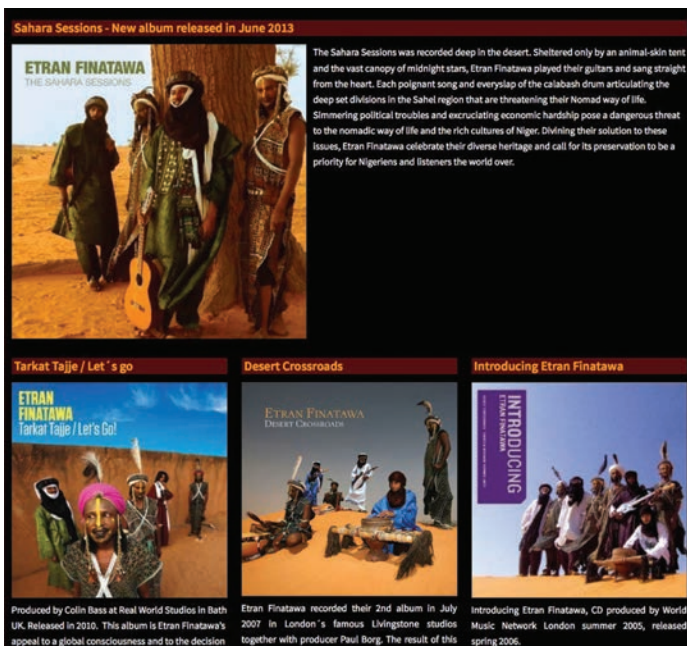 Sahara Sessions - New album released in June 2013
ETRAN FINATAWA
THE SAHARA SESSIONS
The Sahara Sessions was recorded deep in the desert. Sheltered only by an animal-skin tent
and the vast canopy of midnight stars, Etran Finatawa played their guitars and sang straight
from the heart. Each poignant song and everyslap of the calabash drum articulating the
deep set divisions in the Sahel region that are threatening their Nomad way of life.
Simmering political troubles and excruciating economic hardship pose a dangerous threat
to the nomadic way of life and the rich cultures of Niger. Divining their solution to these
issues, Etran Finatawa celebrate their diverse heritage and call for its preservation to be a
priority for Nigeriens and listeners the world over.
Tarkat Tajje / Let´s go
ETRAN
FINATAWA
Tarkat Tajje / Let's Go!
Produced by Colin Bass at Real World Studios in Bath
UK. Released in 2010. This album is Etran Finatawa's
appeal to a global consciousness and to the decision
Desert Crossroads
ETRAN FINATAWA
DESERT CROSSROADS
Etran Finatawa recorded their 2nd album in July
2007 in London´s famous Livingstone studios
together with producer Paul Borg. The result of this
Introducing Etran Finatawa
INTRODUCING
ETRAN FINATAWA
Introducing Etran Finatawa, CD produced by World
Music Network London summer 2005, released
spring 2006.